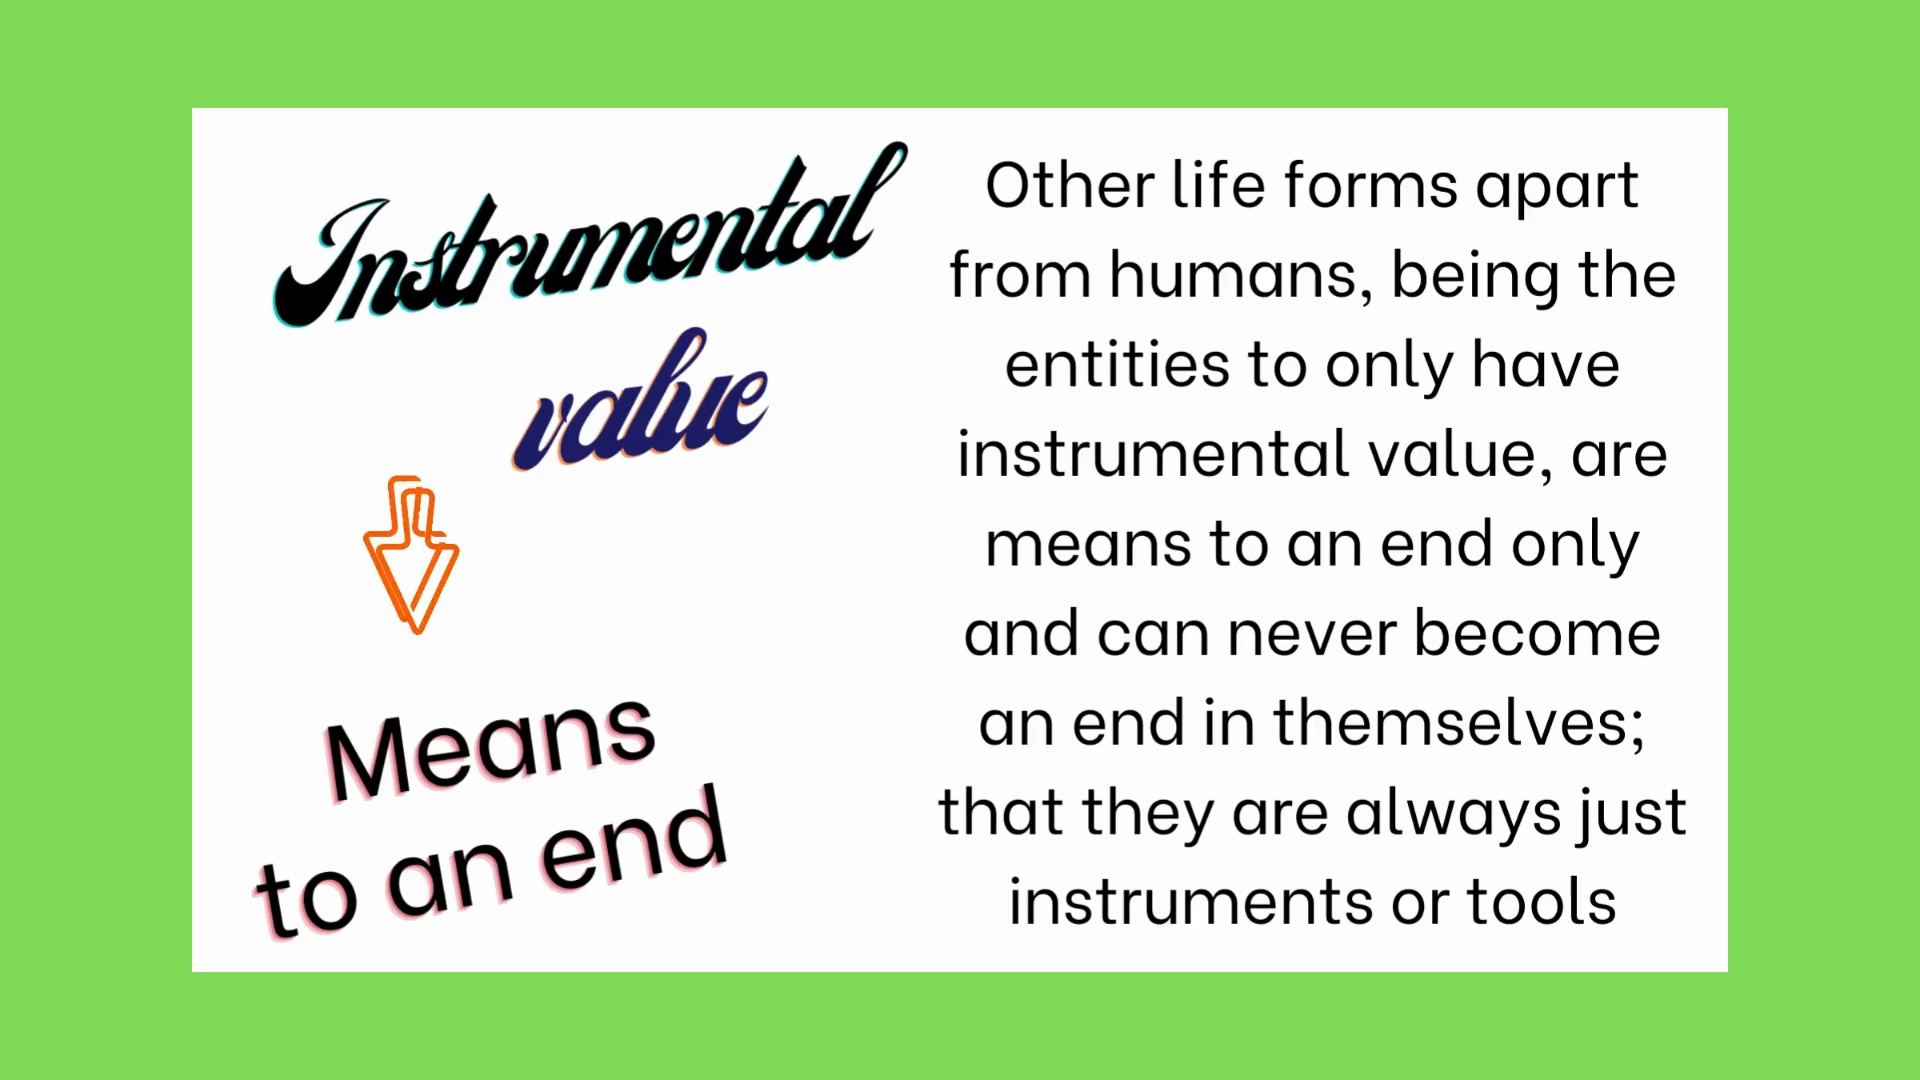 Instrumental
value
Means
to an end
Other life forms apart
from humans, being the
entities to only have
instrumental value, are
means to an end only
and can never become
an end in themselves;
that they are always just
instruments or tools